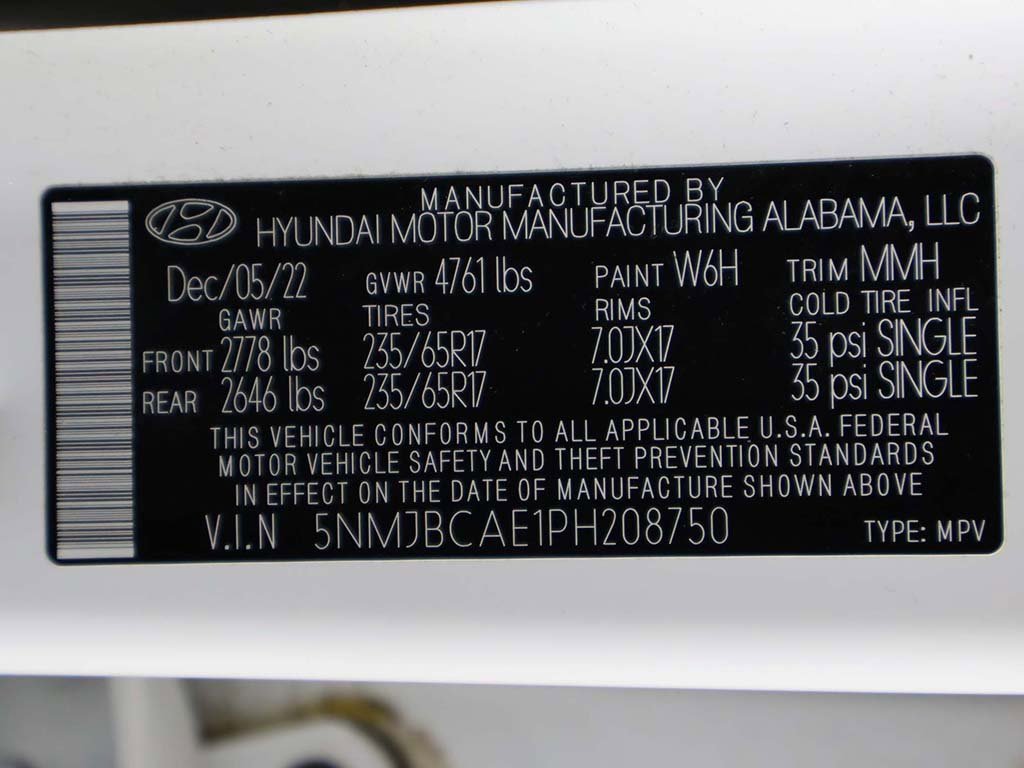 MANUFACTURED BY
HYUNDAI MOTOR MANUFACTURING ALABAMA, LLC
Dec/05/22 GVWR 4761 lbs PAINT W6H TRIM MMH
GAWR TIRES RIMS COLD TIRE INFL
FRONT 2778 lbs 235/65R17 7.0JX17 35 psi SINGLE
REAR 2646 lbs 235/65R17 7.0JX17 35 psi SINGLE
THIS VEHICLE CONFORMS TO ALL APPLICABLE U.S.A. FEDERAL
MOTOR VEHICLE SAFETY AND THEFT PREVENTION STANDARDS
IN EFFECT ON THE DATE OF MANUFACTURE SHOWN ABOVE
V.I.N 5NMJBCAE1PH208750 TYPE: MPV